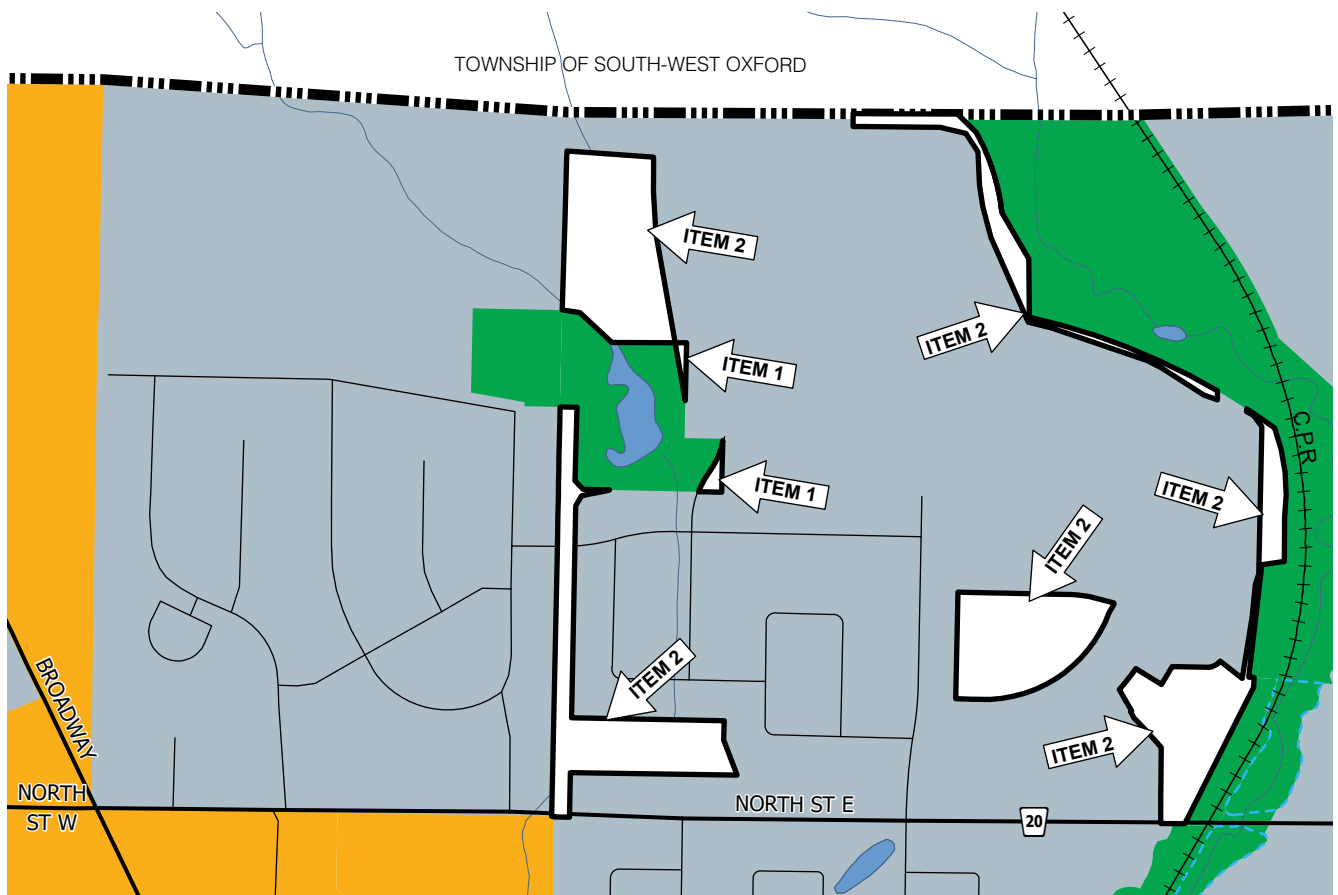 TOWNSHIP OF SOUTH-WEST OXFORD
ITEM 2
ITEM 2
ITEM 1
C.P.R
ITEM 1
ITEM 2
ITEM 2
ITEM 2
BROADWAY
ITEM 2
NORTH
ST W
NORTH ST E
20